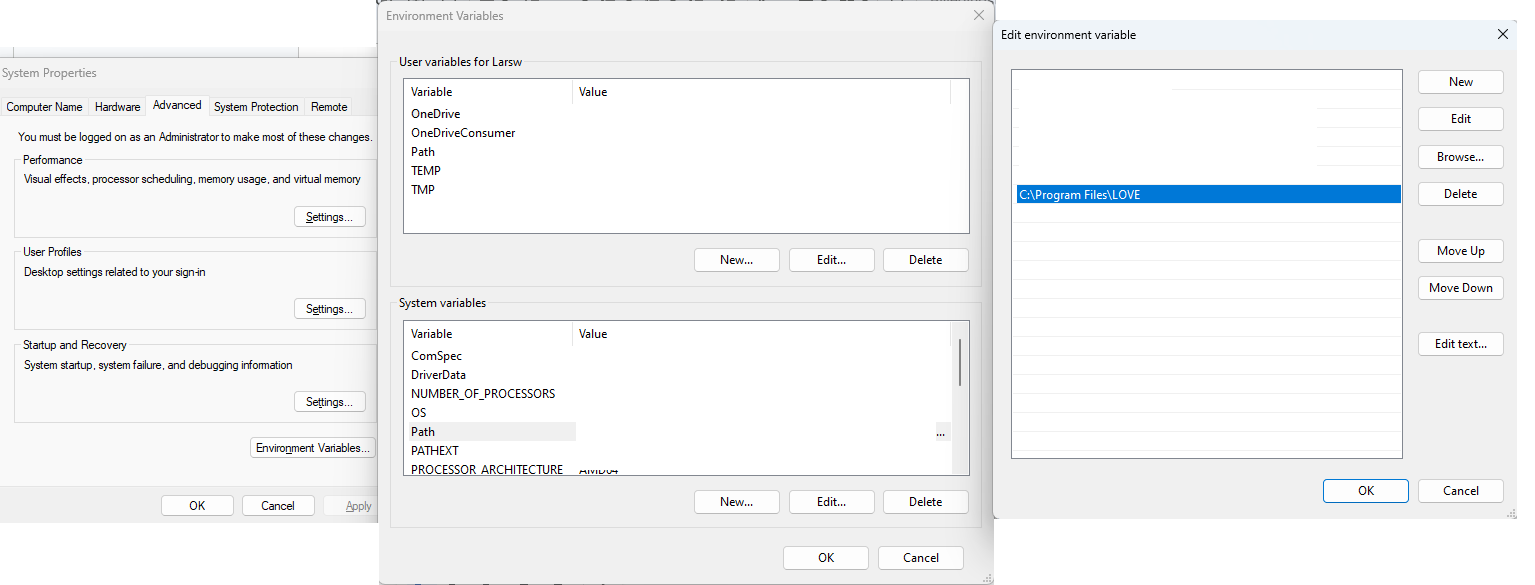 System Properties
Computer Name Hardware Advanced System Protection Remote
You must be logged on as an Administrator to make most of these changes.
Performance
Visual effects, processor scheduling, memory usage, and virtual memory
Settings...
User Profiles
Desktop settings related to your sign-in
Settings...
Startup and Recovery
System startup, system failure, and debugging information
Settings...
Environment Variables...
OK Cancel Apply
Environment Variables
User variables for Larsw
Variable Value
OneDrive
OneDriveConsumer
Path
TEMP
TMP
New... Edit... Delete
System variables
Variable Value
ComSpec
DriverData
NUMBER_OF_PROCESSORS
OS
Path ...
PATHEXT
PROCESSOR_ARCHITECTURE AMD64
New... Edit... Delete
OK Cancel
Edit environment variable
New
Edit
Browse...
C:\Program Files\LOVE
Delete
Move Up
Move Down
Edit text...
OK Cancel